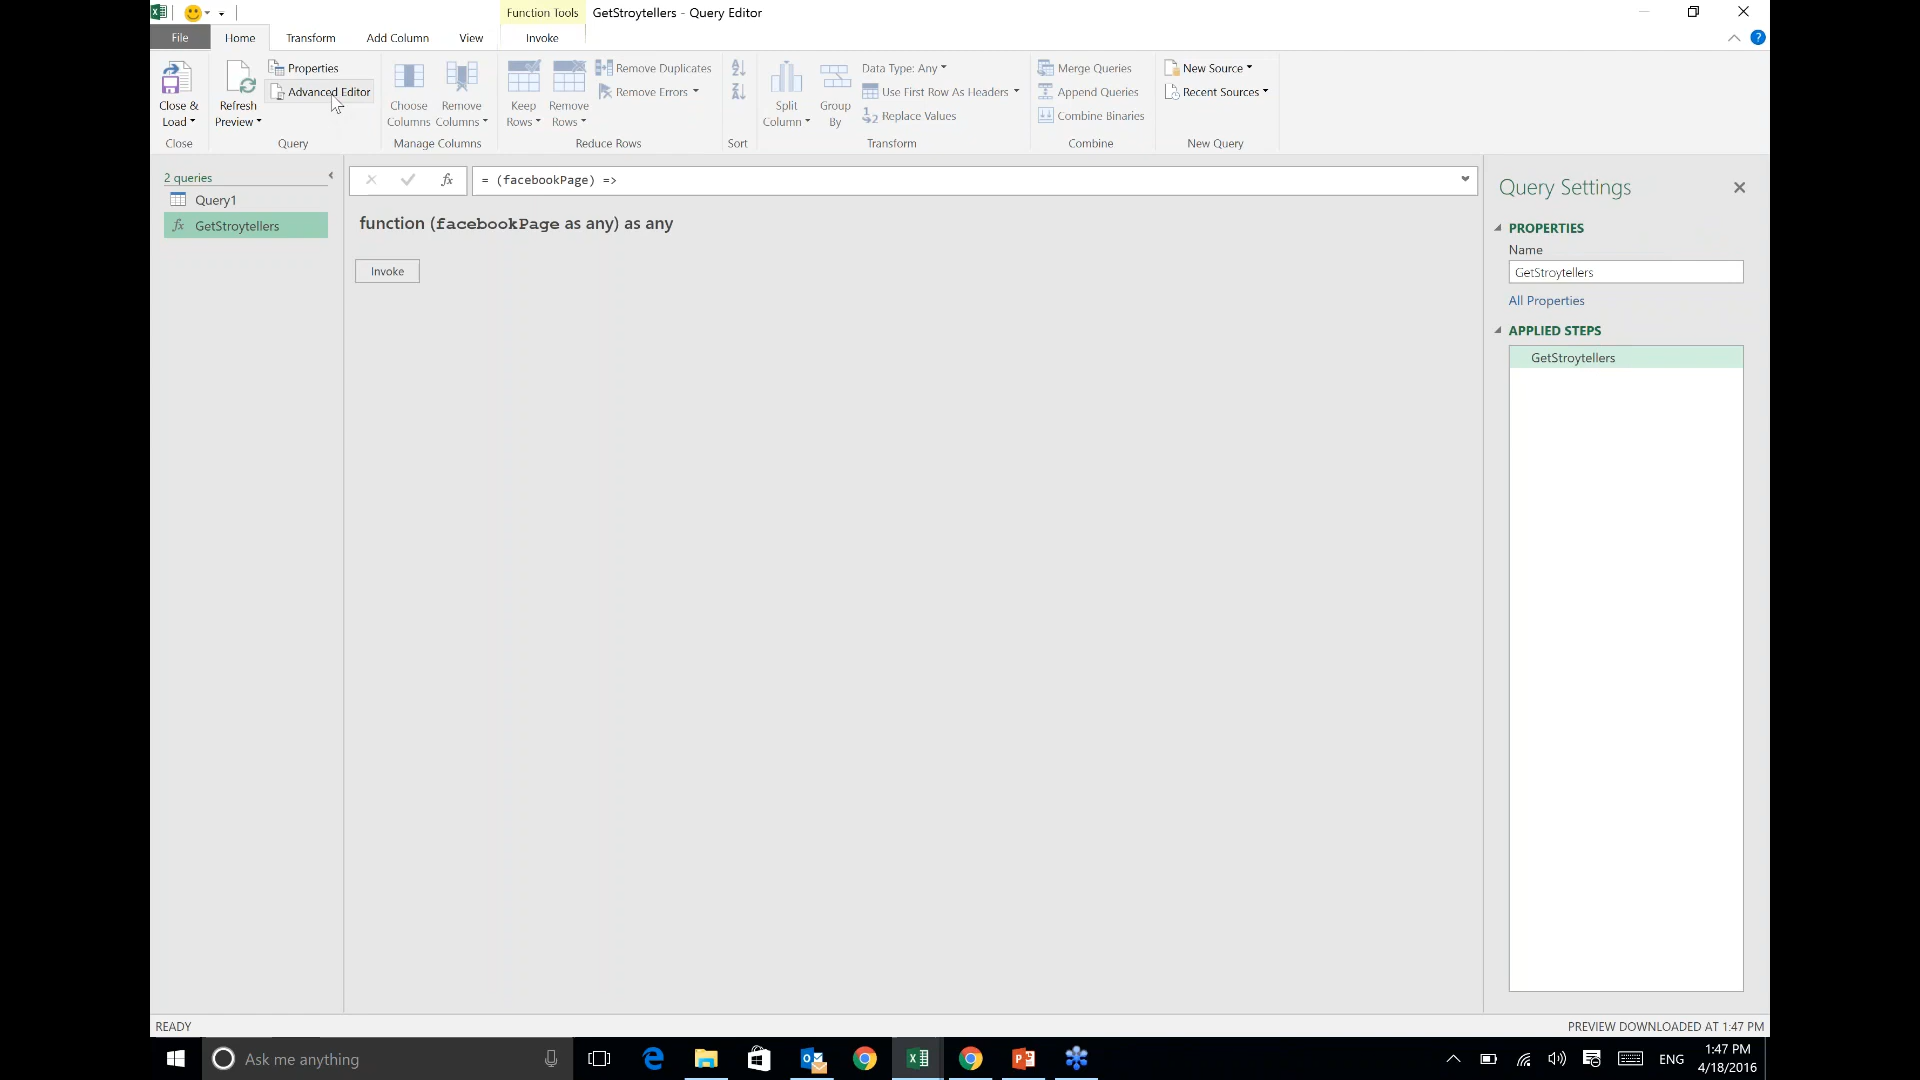 Function Tools
GetStroytellers - Query Editor
File
Home
Transform
Add Column
View
Invoke
?
Close &
Load
Close
Refresh
Preview
Properties
Advanced Editor
Query
Choose
Columns
Remove
Columns
Manage Columns
Keep
Rows
Remove
Rows
Remove Duplicates
Remove Errors
Reduce Rows
Sort
Split
Column
Group
By
Data Type: Any
Use First Row As Headers
Replace Values
Transform
Merge Queries
Append Queries
Combine Binaries
Combine
New Source
Recent Sources
New Query
2 queries
Query1
fx GetStroytellers
fx
= (facebookPage) =>
function (facebookPage as any) as any
Invoke
Query Settings
PROPERTIES
Name
GetStroytellers
All Properties
APPLIED STEPS
GetStroytellers
READY
PREVIEW DOWNLOADED AT 1:47 PM
Ask me anything
ENG
1:47 PM
4/18/2016